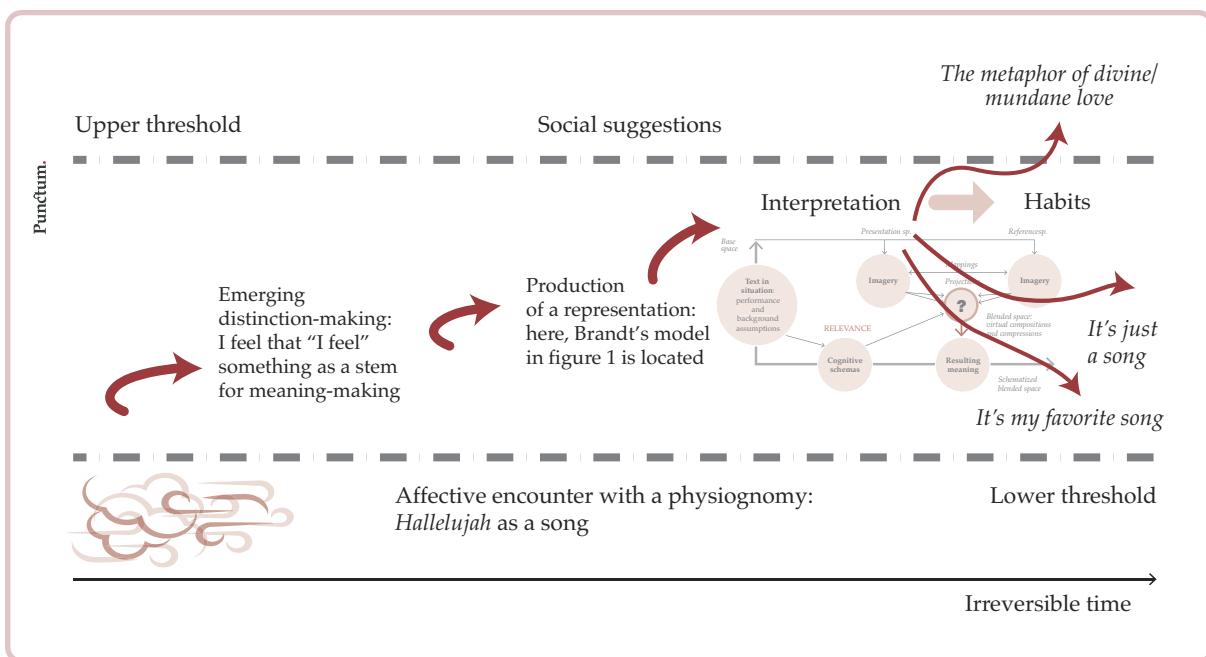 The metaphor of divine/
mundane love
Upper threshold
Social suggestions
Punctum.
Interpretation
Habits
Presentation sp.
Referencesp.
Base
space
Mappings
Imagery
Imagery
Text in
situation:
performance
and
background
assumptions
?
Blended space:
virtual compositions
and compressions
RELEVANCE
Cognitive
schemas
Resulting
meaning
Schematized
blended space
Emerging
distinction-making:
I feel that “I feel”
something as a stem
for meaning-making
Production
of a representation:
here, Brandt’s model
in figure 1 is located
It’s just
a song
It’s my favorite song
Affective encounter with a physiognomy:
Hallelujah as a song
Lower threshold
Irreversible time